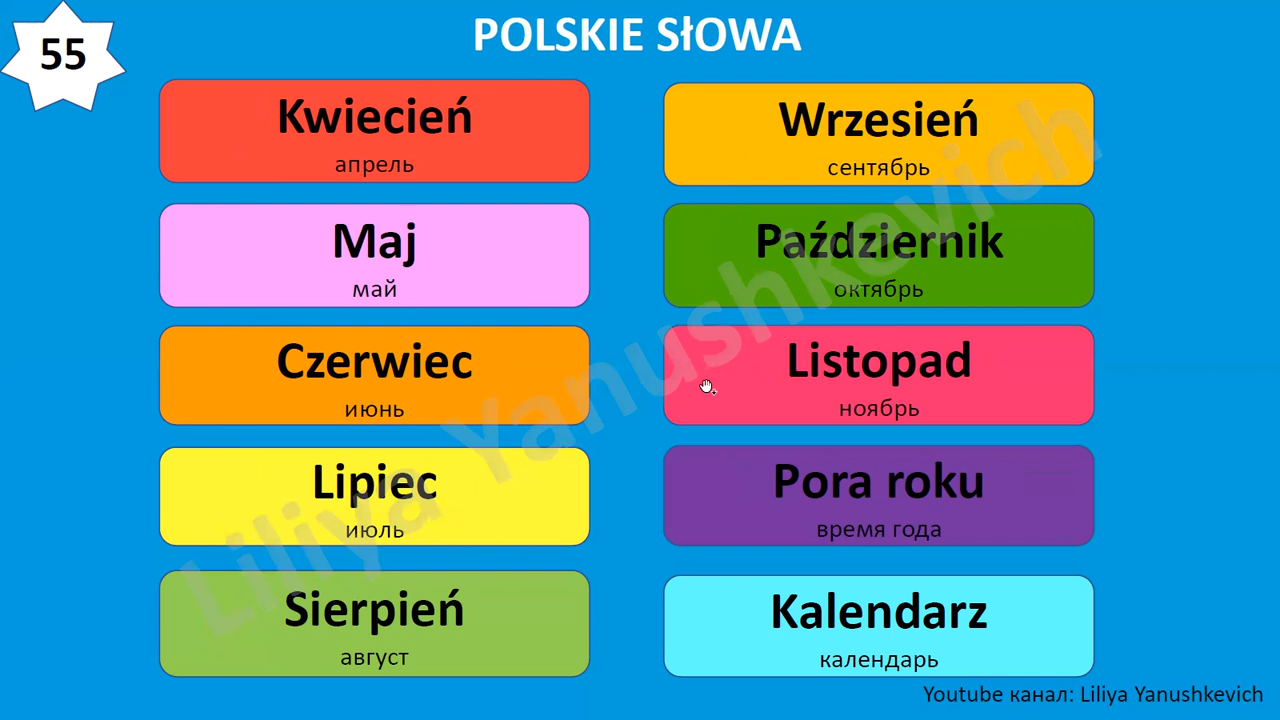 55
POLSKIE SŁOWA
Kwiecień
апрель
Maj
май
Czerwiec
июнь
Lipiec
июль
Sierpień
август
Wrzesień
сентябрь
Październik
октябрь
Listopad
ноябрь
Pora roku
время года
Kalendarz
календарь
Liliya Yanushkevich
Youtube канал: Liliya Yanushkevich